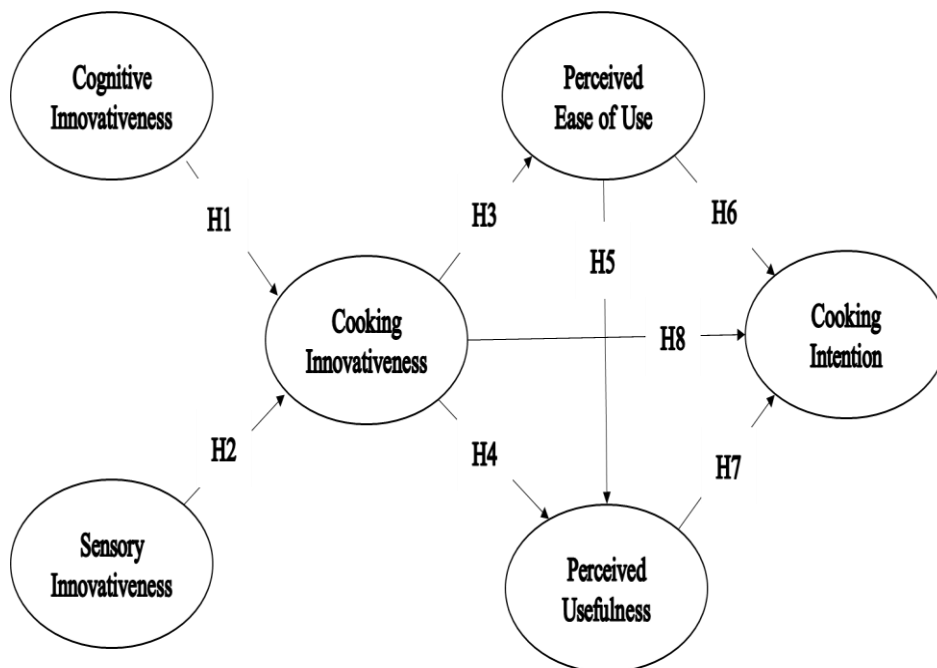 Cognitive
Innovativeness
Perceived
Ease of Use
H1
H3
H6
H5
Cooking
Innovativeness
H8
Cooking
Intention
H2
H4
H7
Sensory
Innovativeness
Perceived
Usefulness